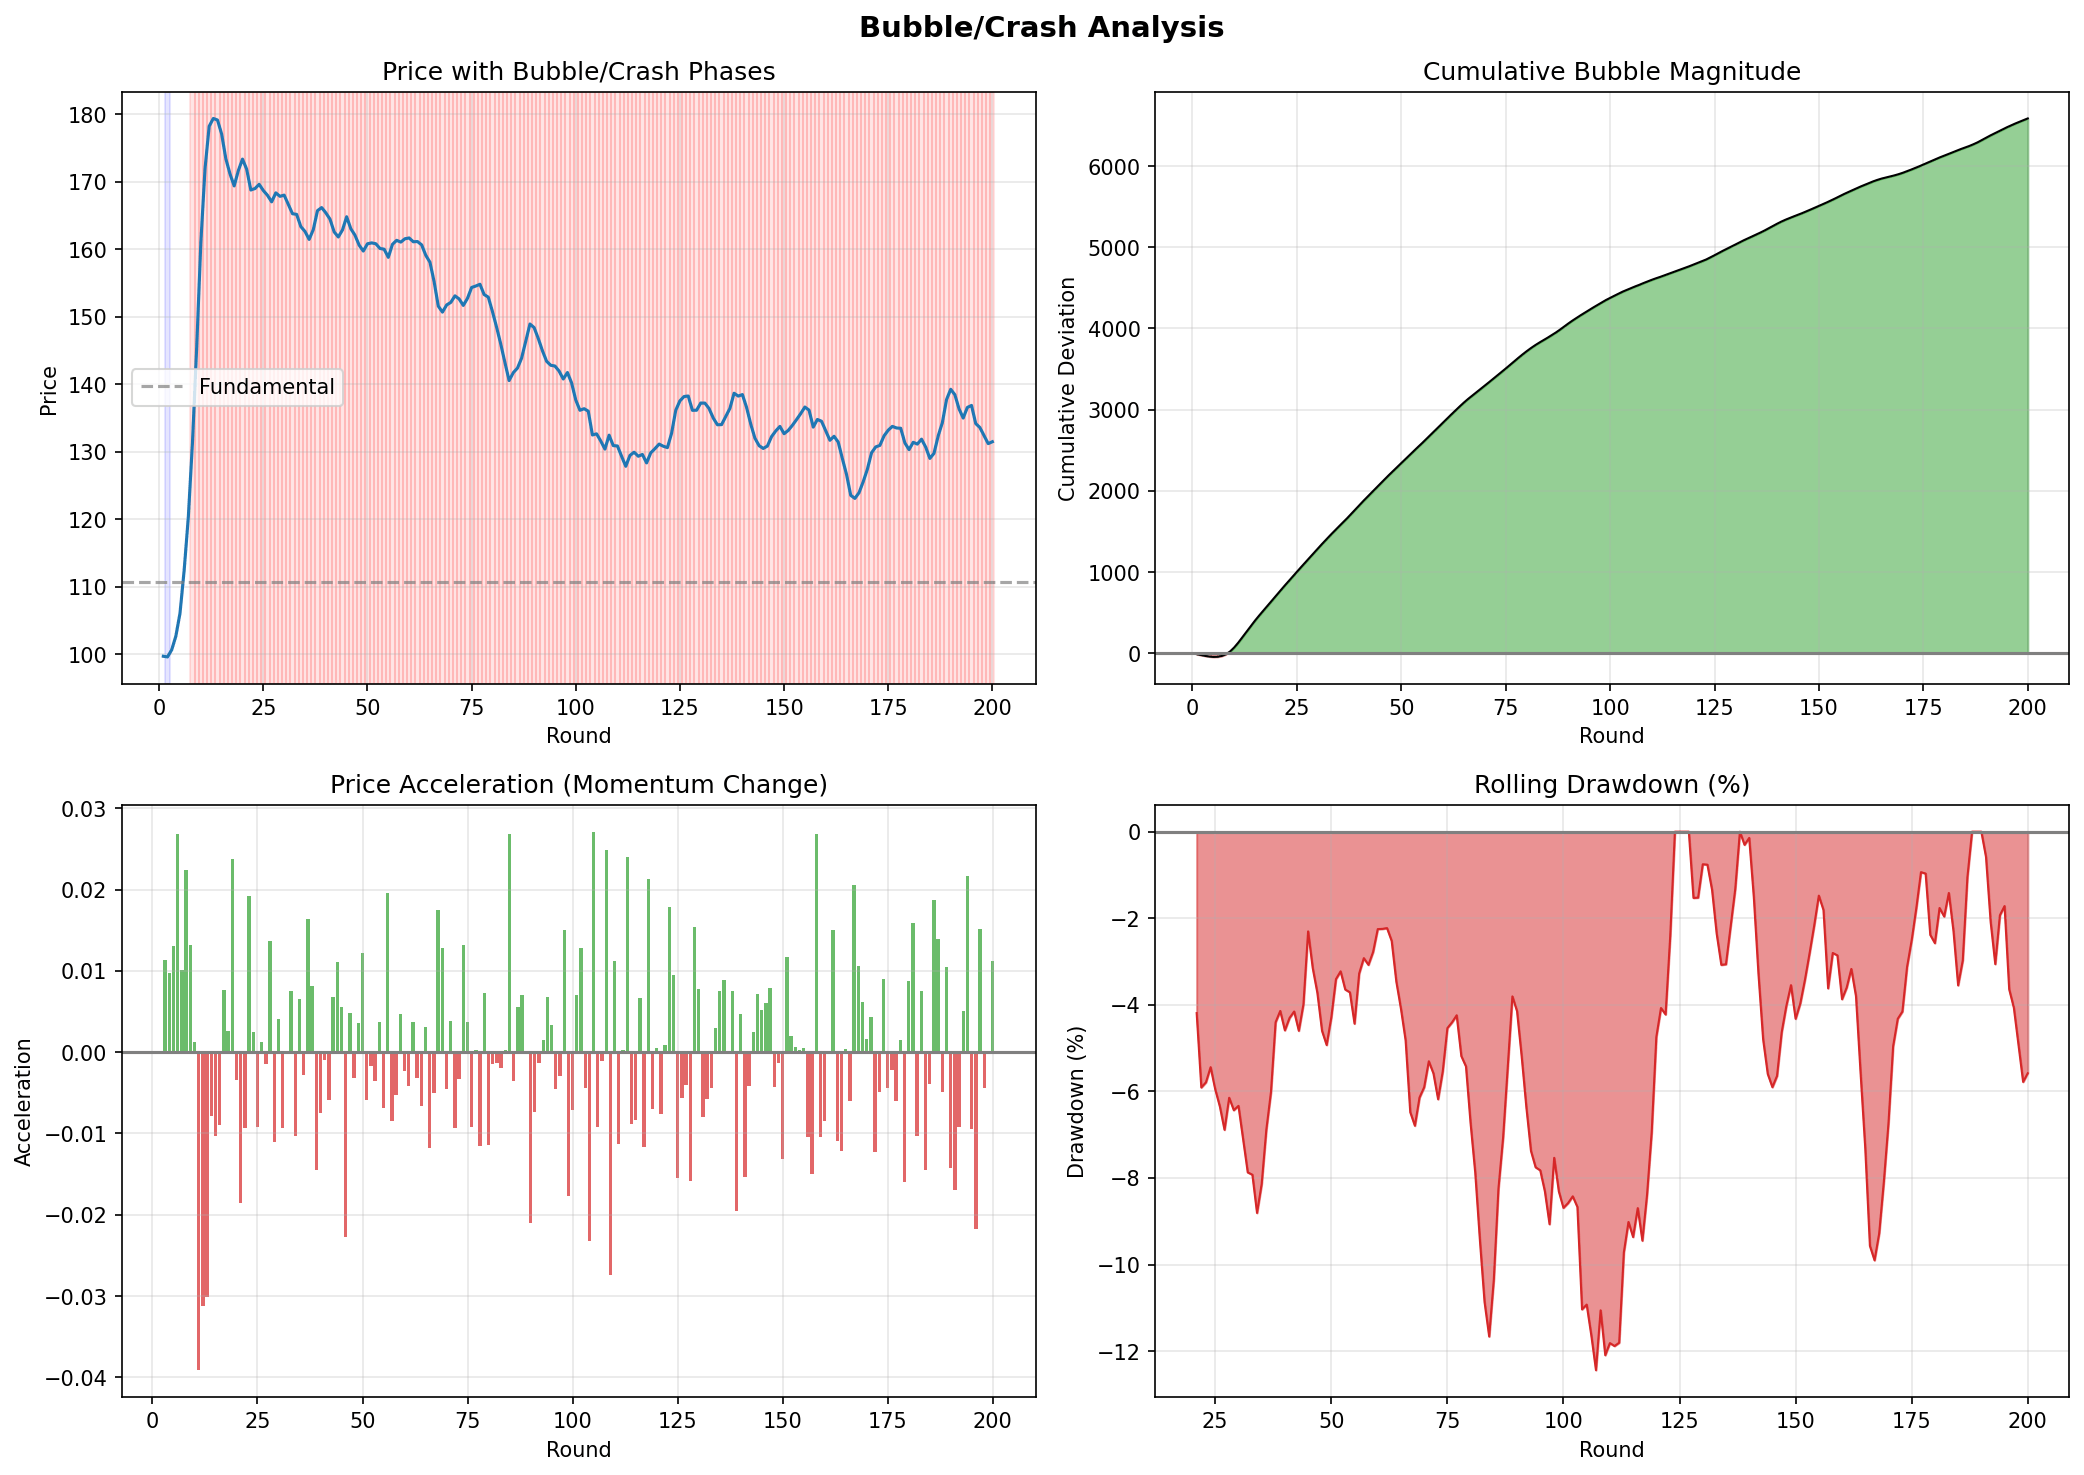 Bubble/Crash Analysis
Price with Bubble/Crash Phases
180
170
160
150
140
130
120
110
100
Price
Fundamental
0 25 50 75 100 125 150 175 200
Round
Cumulative Bubble Magnitude
6000
5000
4000
3000
2000
1000
0
Cumulative Deviation
0 25 50 75 100 125 150 175 200
Round
Price Acceleration (Momentum Change)
0.03
0.02
0.01
0.00
−0.01
−0.02
−0.03
−0.04
Acceleration
0 25 50 75 100 125 150 175 200
Round
Rolling Drawdown (%)
0
−2
−4
−6
−8
−10
−12
Drawdown (%)
25 50 75 100 125 150 175 200
Round